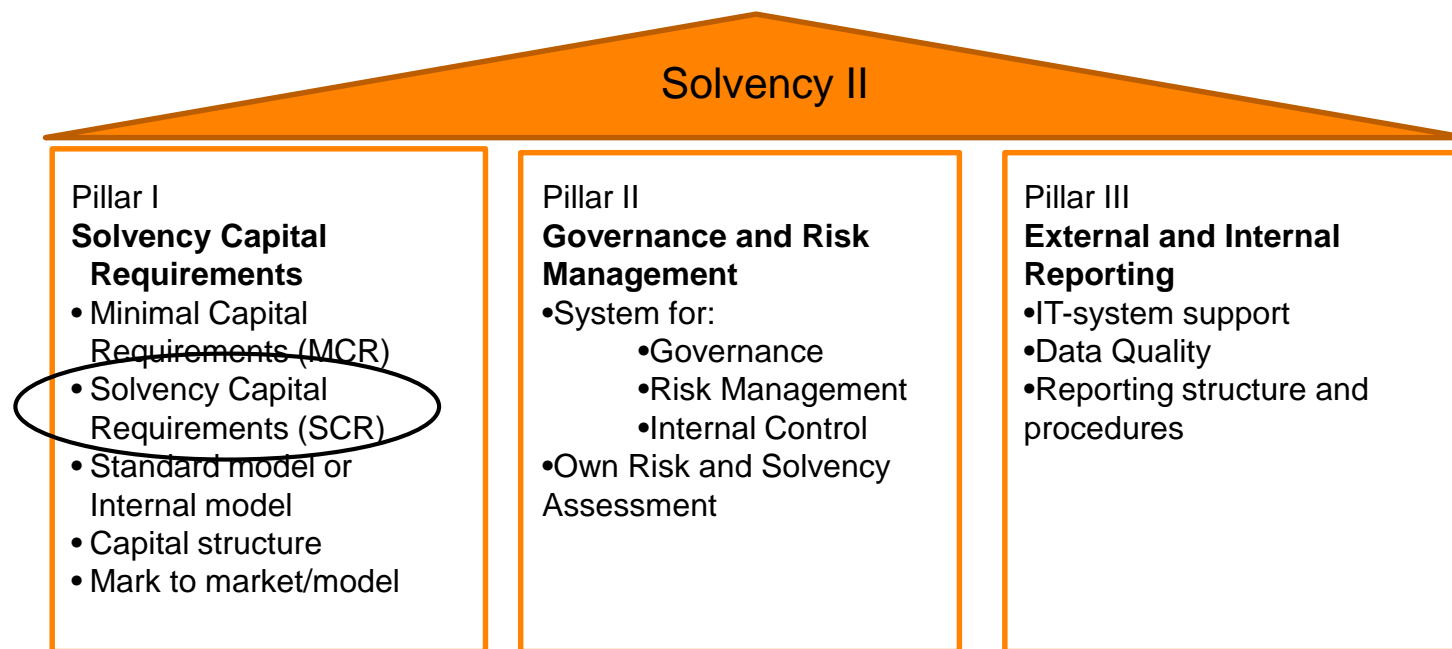 Solvency II
Pillar I
Solvency Capital
Requirements
• Minimal Capital
Requirements (MCR)
• Solvency Capital
Requirements (SCR)
• Standard model or
Internal model
• Capital structure
• Mark to market/model
Pillar II
Governance and Risk
Management
•System for:
•Governance
•Risk Management
•Internal Control
•Own Risk and Solvency
Assessment
Pillar III
External and Internal
Reporting
•IT-system support
•Data Quality
•Reporting structure and
procedures